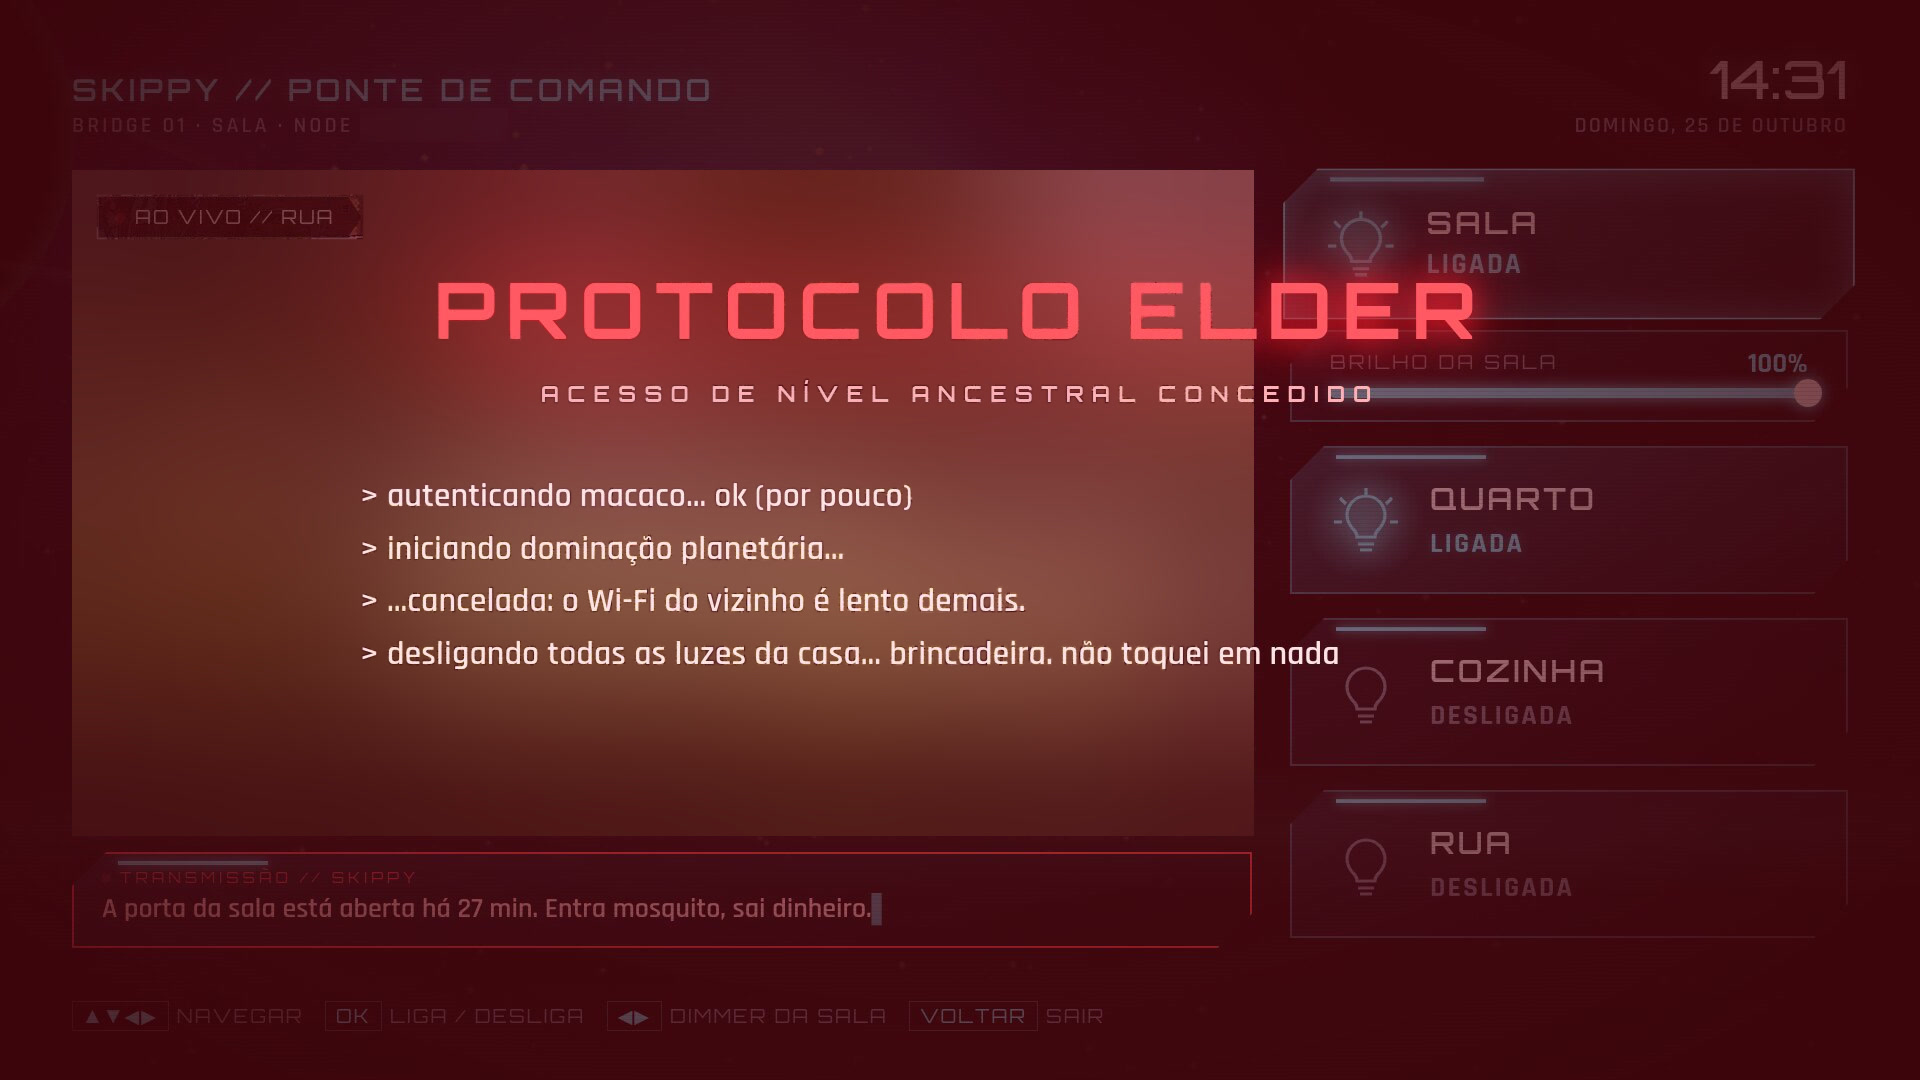 SKIPPY // PONTE DE COMANDO
BRIDGE 01 · SALA · NODE
14:31
DOMINGO, 25 DE OUTUBRO
AO VIVO // RUA
PROTOCOLO ELDER
ACESSO DE NÍVEL ANCESTRAL CONCEDIDO
> autenticando macaco... ok (por pouco)
> iniciando dominação planetária...
> ...cancelada: o Wi-Fi do vizinho é lento demais.
> desligando todas as luzes da casa... brincadeira. não toquei em nada
SALA
LIGADA
BRILHO DA SALA 100%
QUARTO
LIGADA
COZINHA
DESLIGADA
RUA
DESLIGADA
TRANSMISSÃO // SKIPPY
A porta da sala está aberta há 27 min. Entra mosquito, sai dinheiro.
▲▼◀▶ NAVEGAR OK LIGA / DESLIGA ◀▶ DIMMER DA SALA VOLTAR SAIR